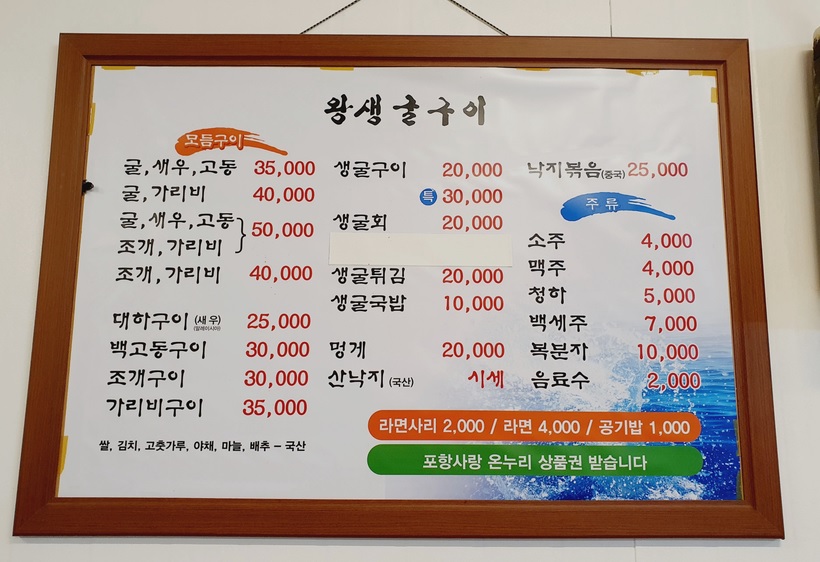 왕생굴구이
모듬구이
굴,새우,고동 35,000
굴,가리비 40,000
굴,새우,고동
조개,가리비 50,000
조개,가리비 40,000
대하구이 (새우) (말레이시아) 25,000
백고동구이 30,000
조개구이 30,000
가리비구이 35,000
쌀, 김치, 고춧가루, 야채, 마늘, 배추 – 국산
생굴구이 20,000
특 30,000
생굴회 20,000
생굴튀김 20,000
생굴국밥 10,000
멍게 20,000
산낙지 (국산) 시세
낙지볶음(중국) 25,000
주류
소주 4,000
맥주 4,000
청하 5,000
백세주 7,000
복분자 10,000
음료수 2,000
라면사리 2,000 / 라면 4,000 / 공기밥 1,000
포항사랑 온누리 상품권 받습니다